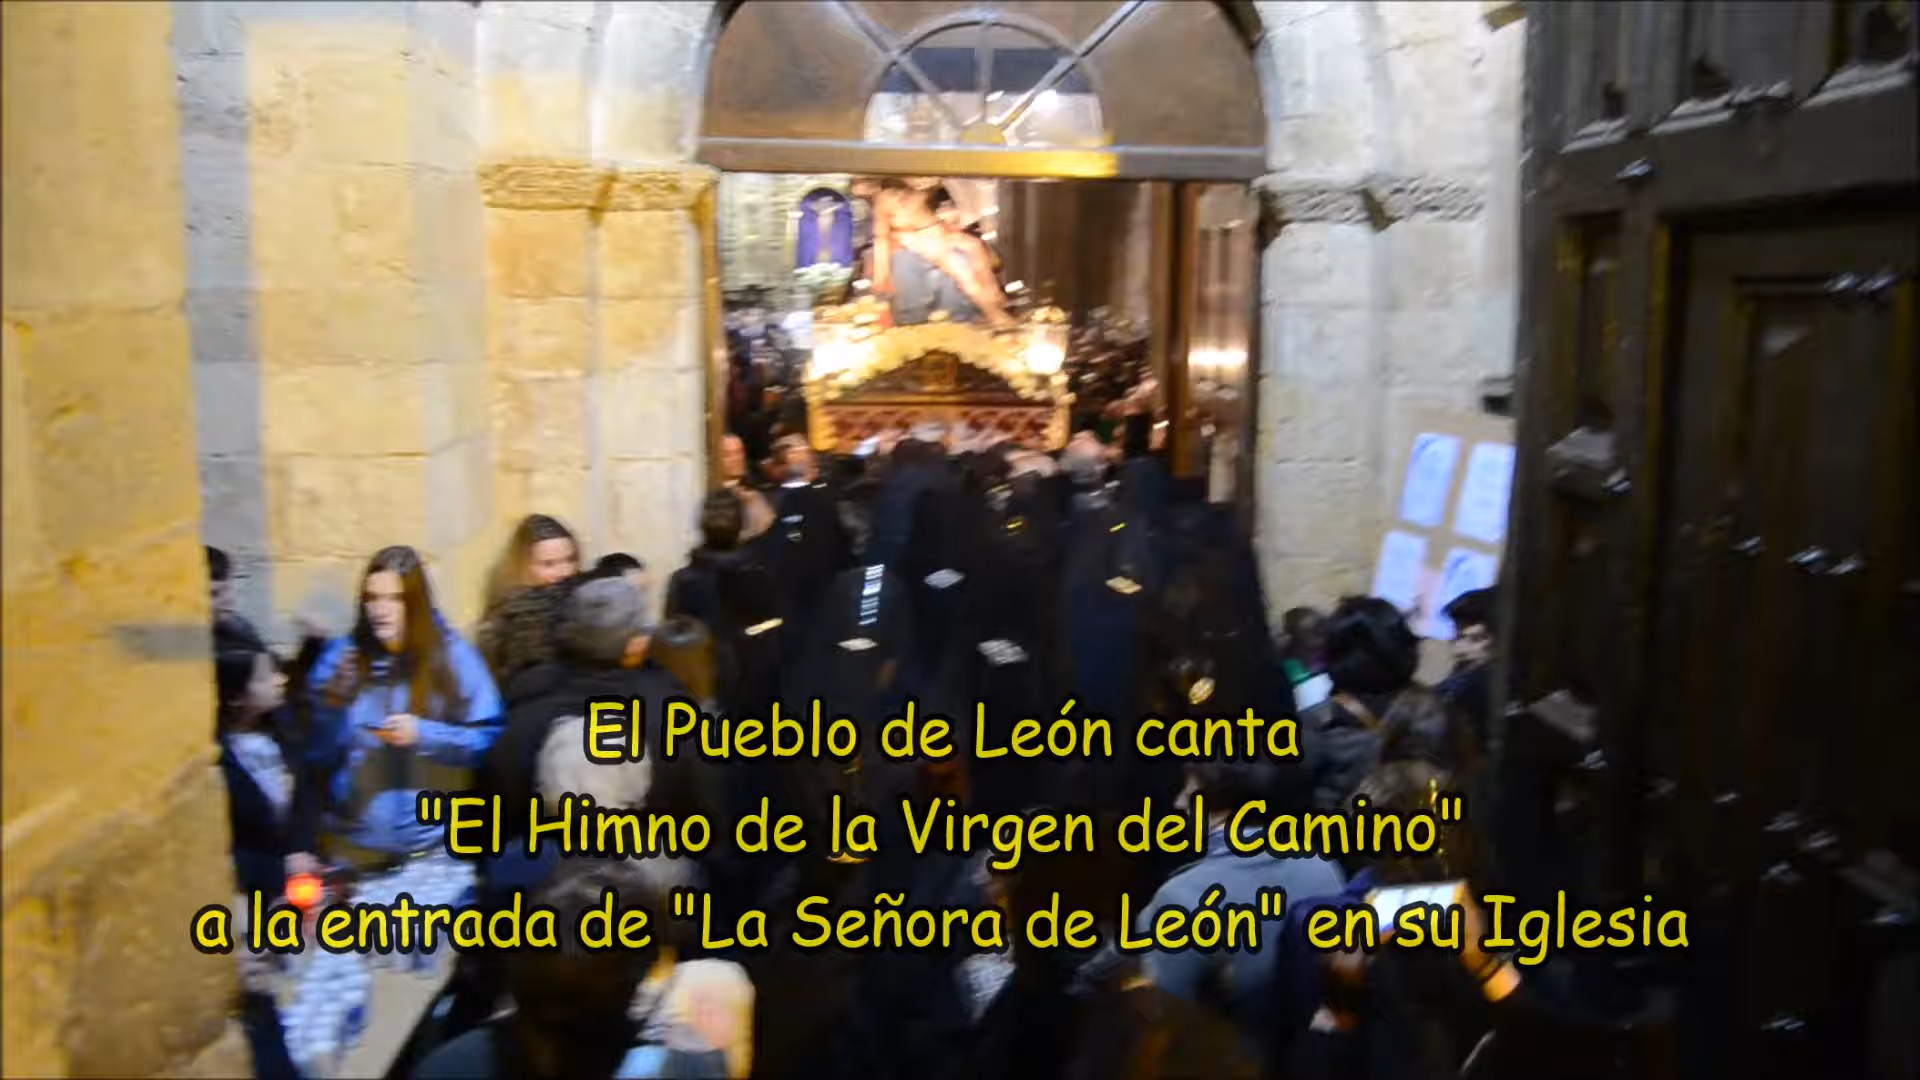 El Pueblo de León canta
"El Himno de la Virgen del Camino"
a la entrada de "La Señora de León" en su Iglesia